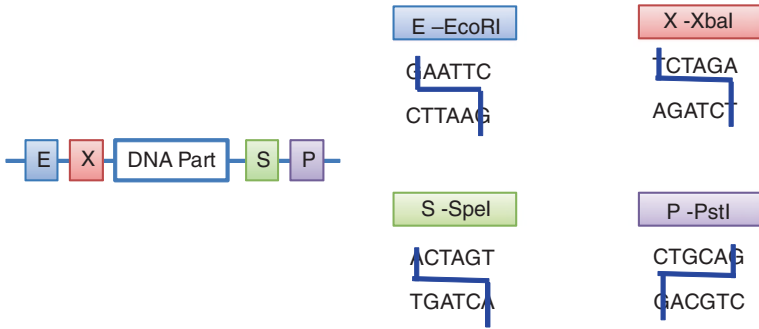 E –EcoRI
GAATTC
CTTAAG
X -XbaI
TCTAGA
AGATCT
E X DNA Part S P
S -SpeI
ACTAGT
TGATCA
P -PstI
CTGCAG
GACGTC